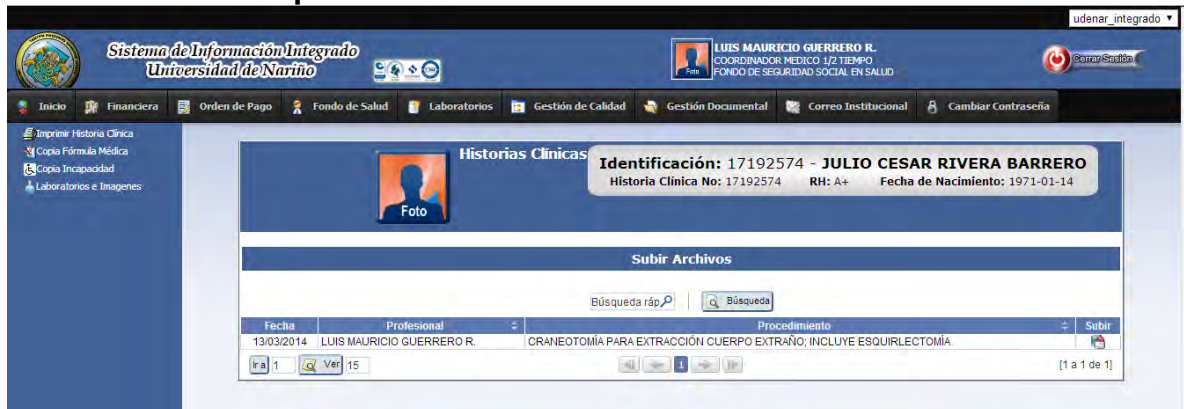 udenar_integrado
Sistema de Información Integrado
Universidad de Nariño
Foto
LUIS MAURICIO GUERRERO R.
COORDINADOR MEDICO 1/2 TIEMPO
FONDO DE SEGURIDAD SOCIAL EN SALUD
Cerrar Sesión
Inicio Financiera Orden de Pago Fondo de Salud Laboratorios Gestión de Calidad Gestión Documental Correo Institucional Cambiar Contraseña
Imprimir Historia Clínica
Copia Fórmula Médica
Copia Incapacidad
Laboratorios e Imagenes
Foto
Historias Clínicas
Identificación: 17192574 - JULIO CESAR RIVERA BARRERO
Historia Clínica No: 17192574 RH: A+ Fecha de Nacimiento: 1971-01-14
Subir Archivos
Búsqueda ráp Búsqueda
Fecha Profesional Procedimiento Subir
13/03/2014 LUIS MAURICIO GUERRERO R. CRANEOTOMÍA PARA EXTRACCIÓN CUERPO EXTRAÑO; INCLUYE ESQUIRLECTOMÍA
Ir a 1 Ver 15 1 [1 a 1 de 1]